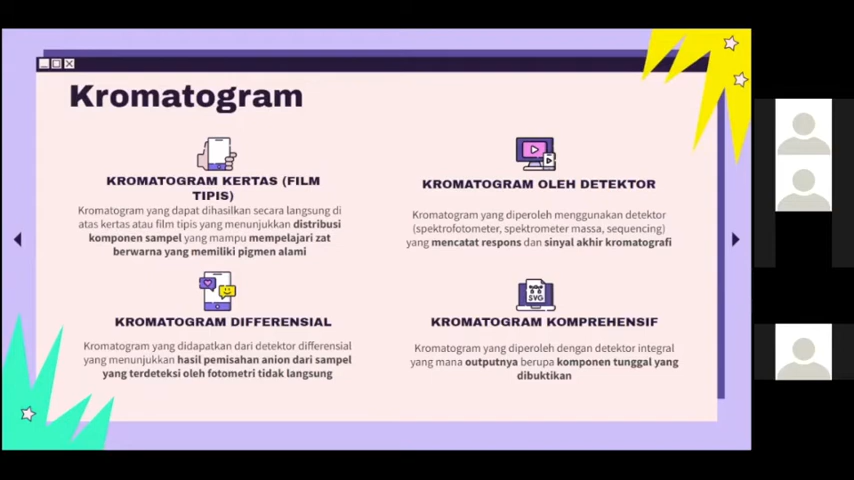 Kromatogram
KROMATOGRAM KERTAS (FILM
TIPIS)
Kromatogram yang dapat dihasilkan secara langsung di
atas kertas atau film tipis yang menunjukkan distribusi
komponen sampel yang mampu mempelajari zat
berwarna yang memiliki pigmen alami
KROMATOGRAM OLEH DETEKTOR
Kromatogram yang diperoleh menggunakan detektor
(spektrofotometer, spektrometer massa, sequencing)
yang mencatat respons dan sinyal akhir kromatografi
KROMATOGRAM DIFFERENSIAL
Kromatogram yang didapatkan dari detektor differensial
yang menunjukkan hasil pemisahan anion dari sampel
yang terdeteksi oleh fotometri tidak langsung
SVG
KROMATOGRAM KOMPREHENSIF
Kromatogram yang diperoleh dengan detektor integral
yang mana outputnya berupa komponen tunggal yang
dibuktikan